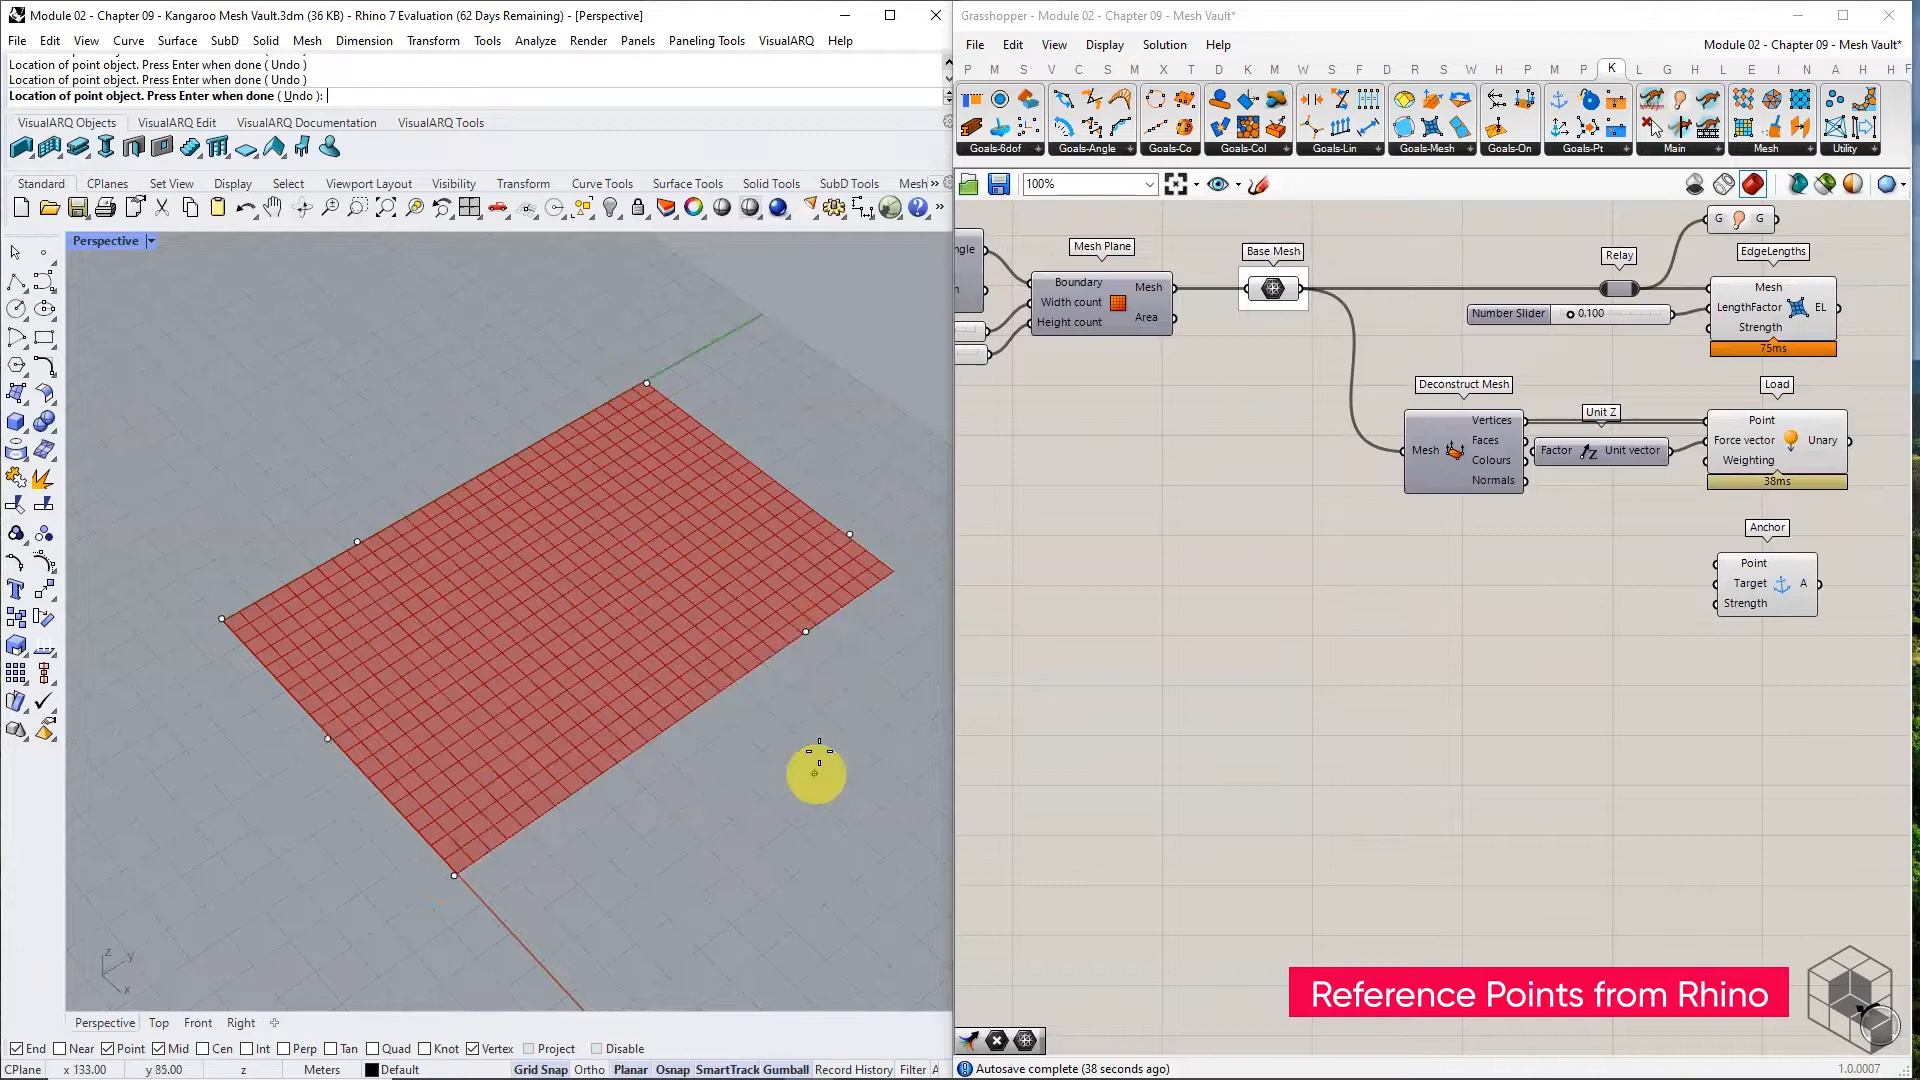 Module 02 - Chapter 09 - Kangaroo Mesh Vault.3dm (36 KB) - Rhino 7 Evaluation (62 Days Remaining) - [Perspective]
File Edit View Curve Surface SubD Solid Mesh Dimension Transform Tools Analyze Render Panels Paneling Tools VisualARQ Help
Location of point object. Press Enter when done ( Undo )
Location of point object. Press Enter when done ( Undo )
Location of point object. Press Enter when done ( Undo ):
VisualARQ Objects VisualARQ Edit VisualARQ Documentation VisualARQ Tools
Standard CPlanes Set View Display Select Viewport Layout Visibility Transform Curve Tools Surface Tools Solid Tools SubD Tools Mesh
Perspective
z
y
x
Perspective Top Front Right
End Near Point Mid Cen Int Perp Tan Quad Knot Vertex Project Disable
CPlane x 133.00 y 85.00 z Meters Default Grid Snap Ortho Planar Osnap SmartTrack Gumball Record History Filter A
Grasshopper - Module 02 - Chapter 09 - Mesh Vault*
File Edit View Display Solution Help
Module 02 - Chapter 09 - Mesh Vault*
P M S V C S M X T D K M W S W D R S W H P M P K L G L E I N A H F
Goals-6dof Goals-Angle Goals-Co Goals-Col Goals-Lin Goals-Mesh Goals-On Goals-Pt Main Mesh Utility
100%
G G
Mesh Plane
Boundary
Width count
Height count
Mesh
Area
Base Mesh
Relay
EdgeLengths
Mesh
LengthFactor
Strength
EL
75ms
Number Slider 0.100
Deconstruct Mesh
Mesh
Vertices
Faces
Colours
Normals
Unit Z
Factor Unit vector
Load
Point
Force vector
Weighting
Unary
38ms
Anchor
Point
Target
Strength
A
Reference Points from Rhino
Autosave complete (38 seconds ago)
1.0.0007